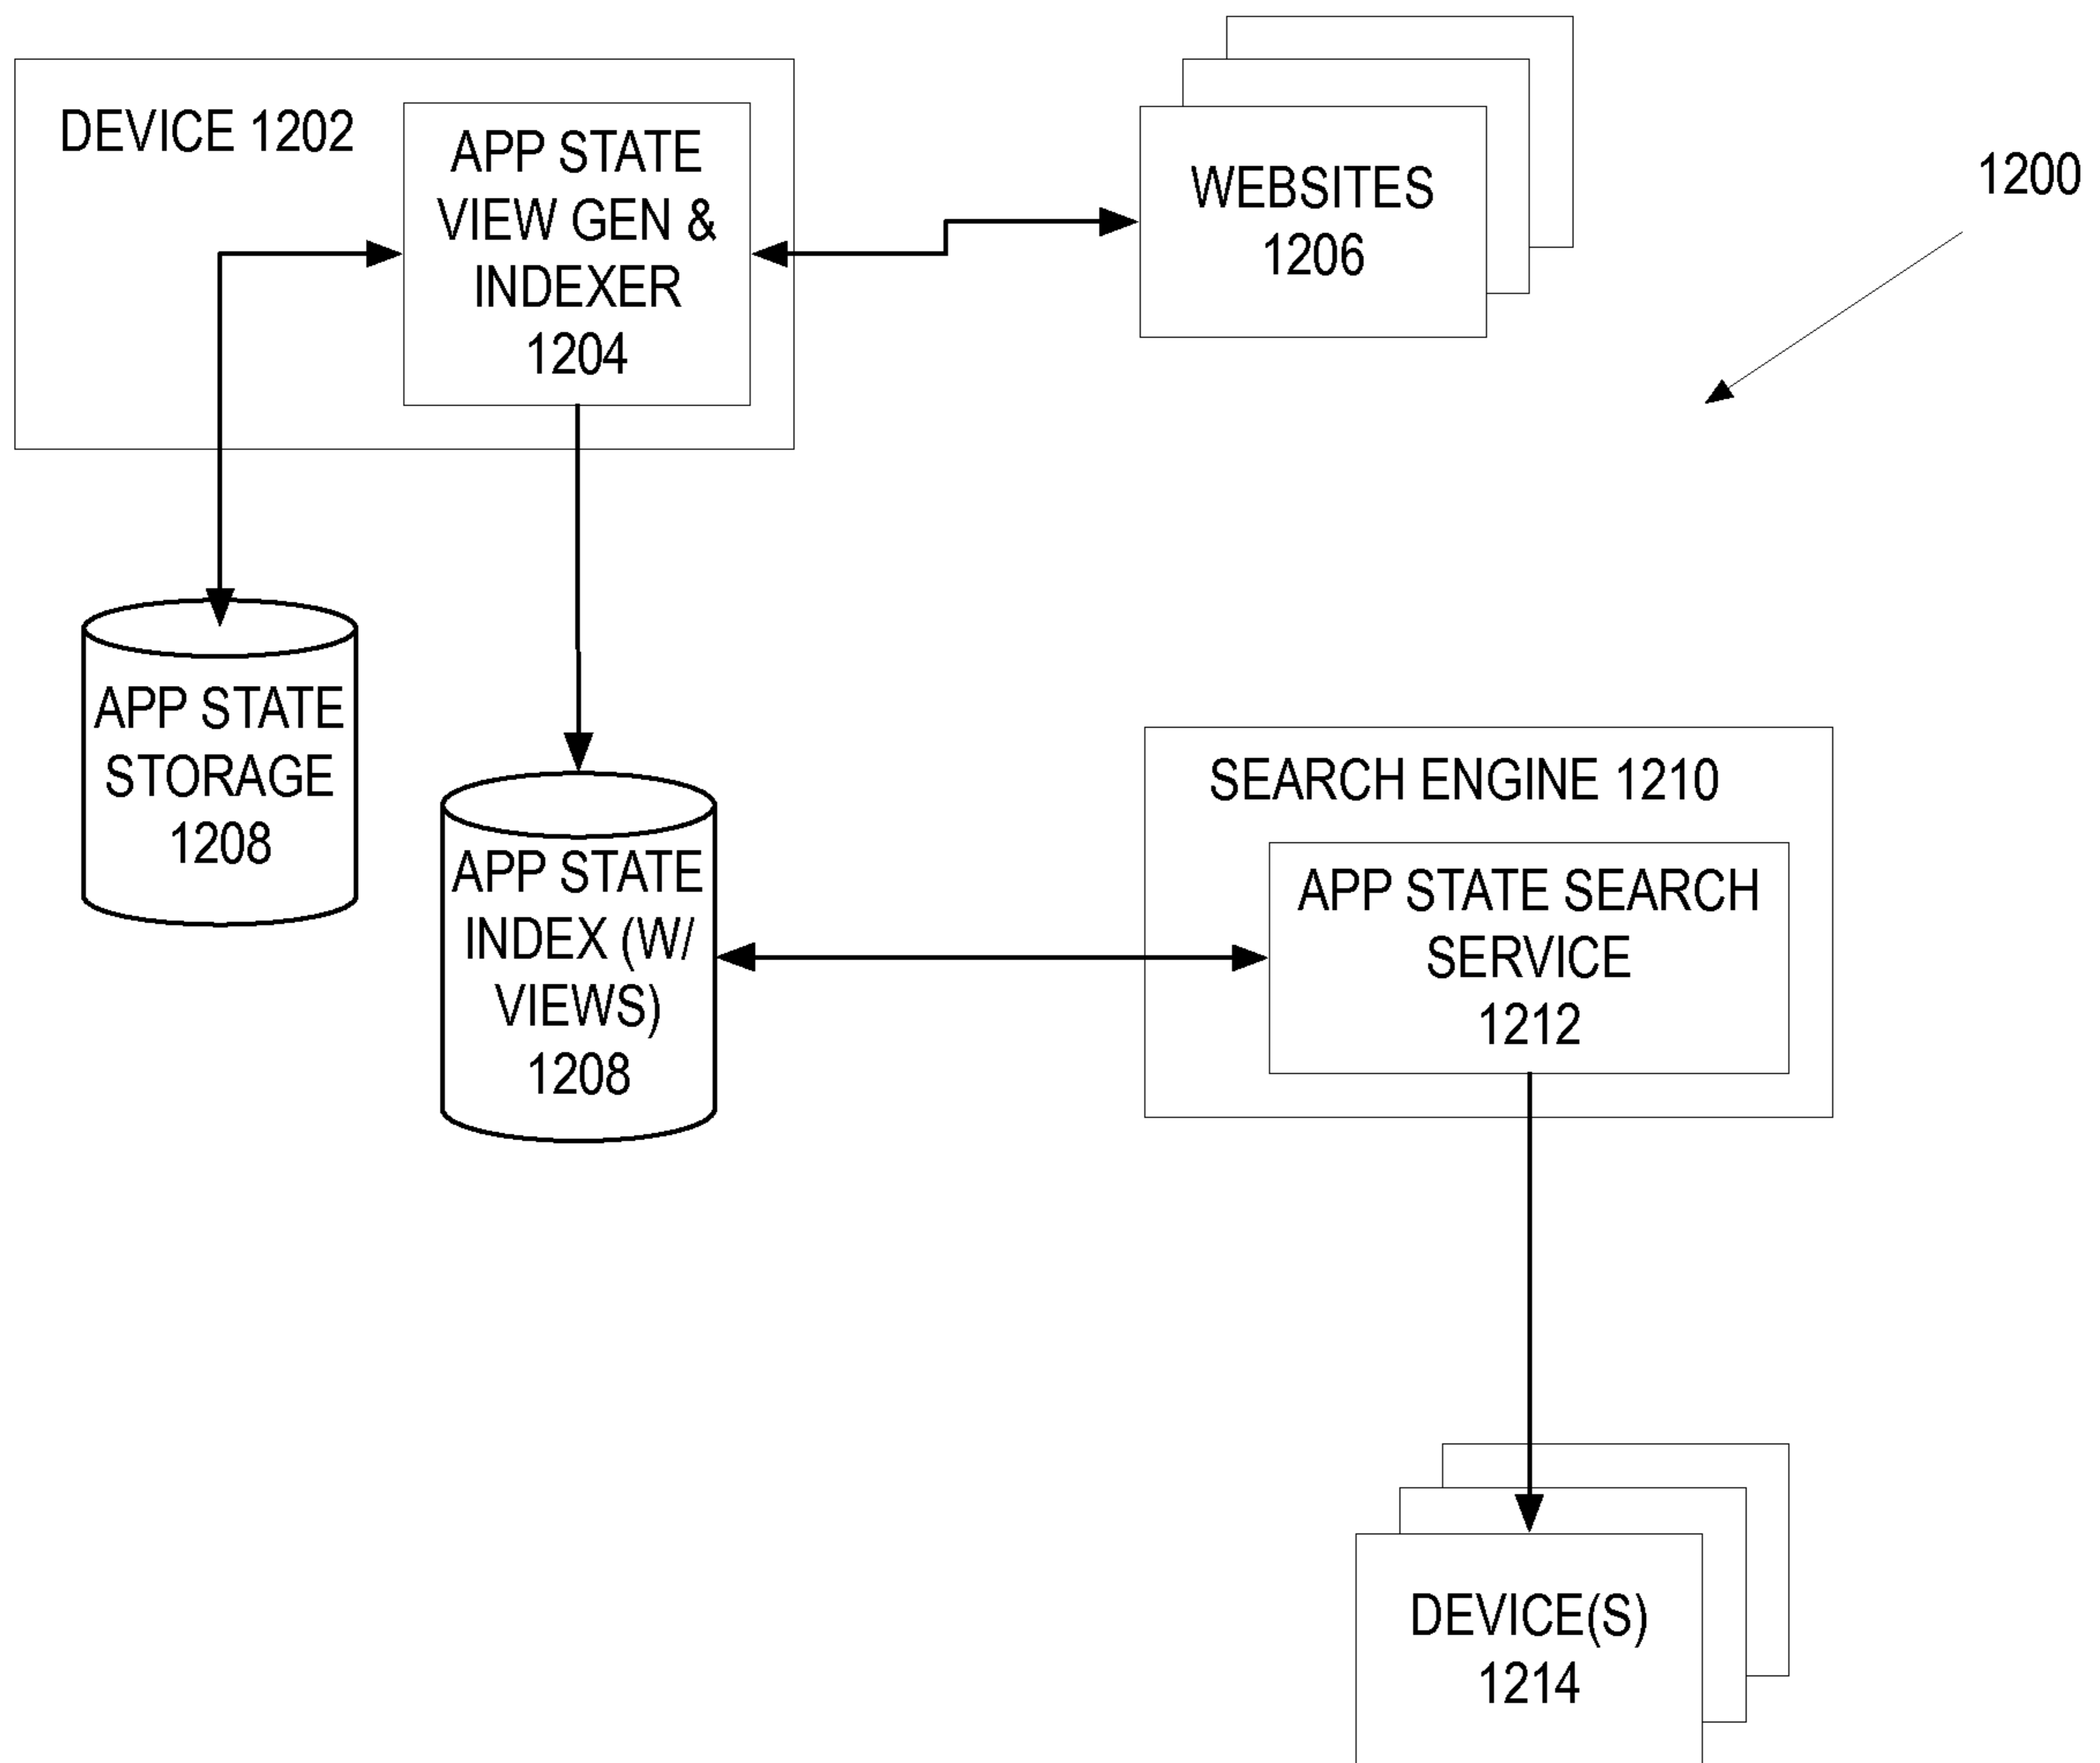 DEVICE 1202
APP STATE
VIEW GEN &
INDEXER
1204
WEBSITES
1206
1200
APP STATE
STORAGE
1208
APP STATE
INDEX (W/
VIEWS)
1208
SEARCH ENGINE 1210
APP STATE SEARCH
SERVICE
1212
DEVICE(S)
1214